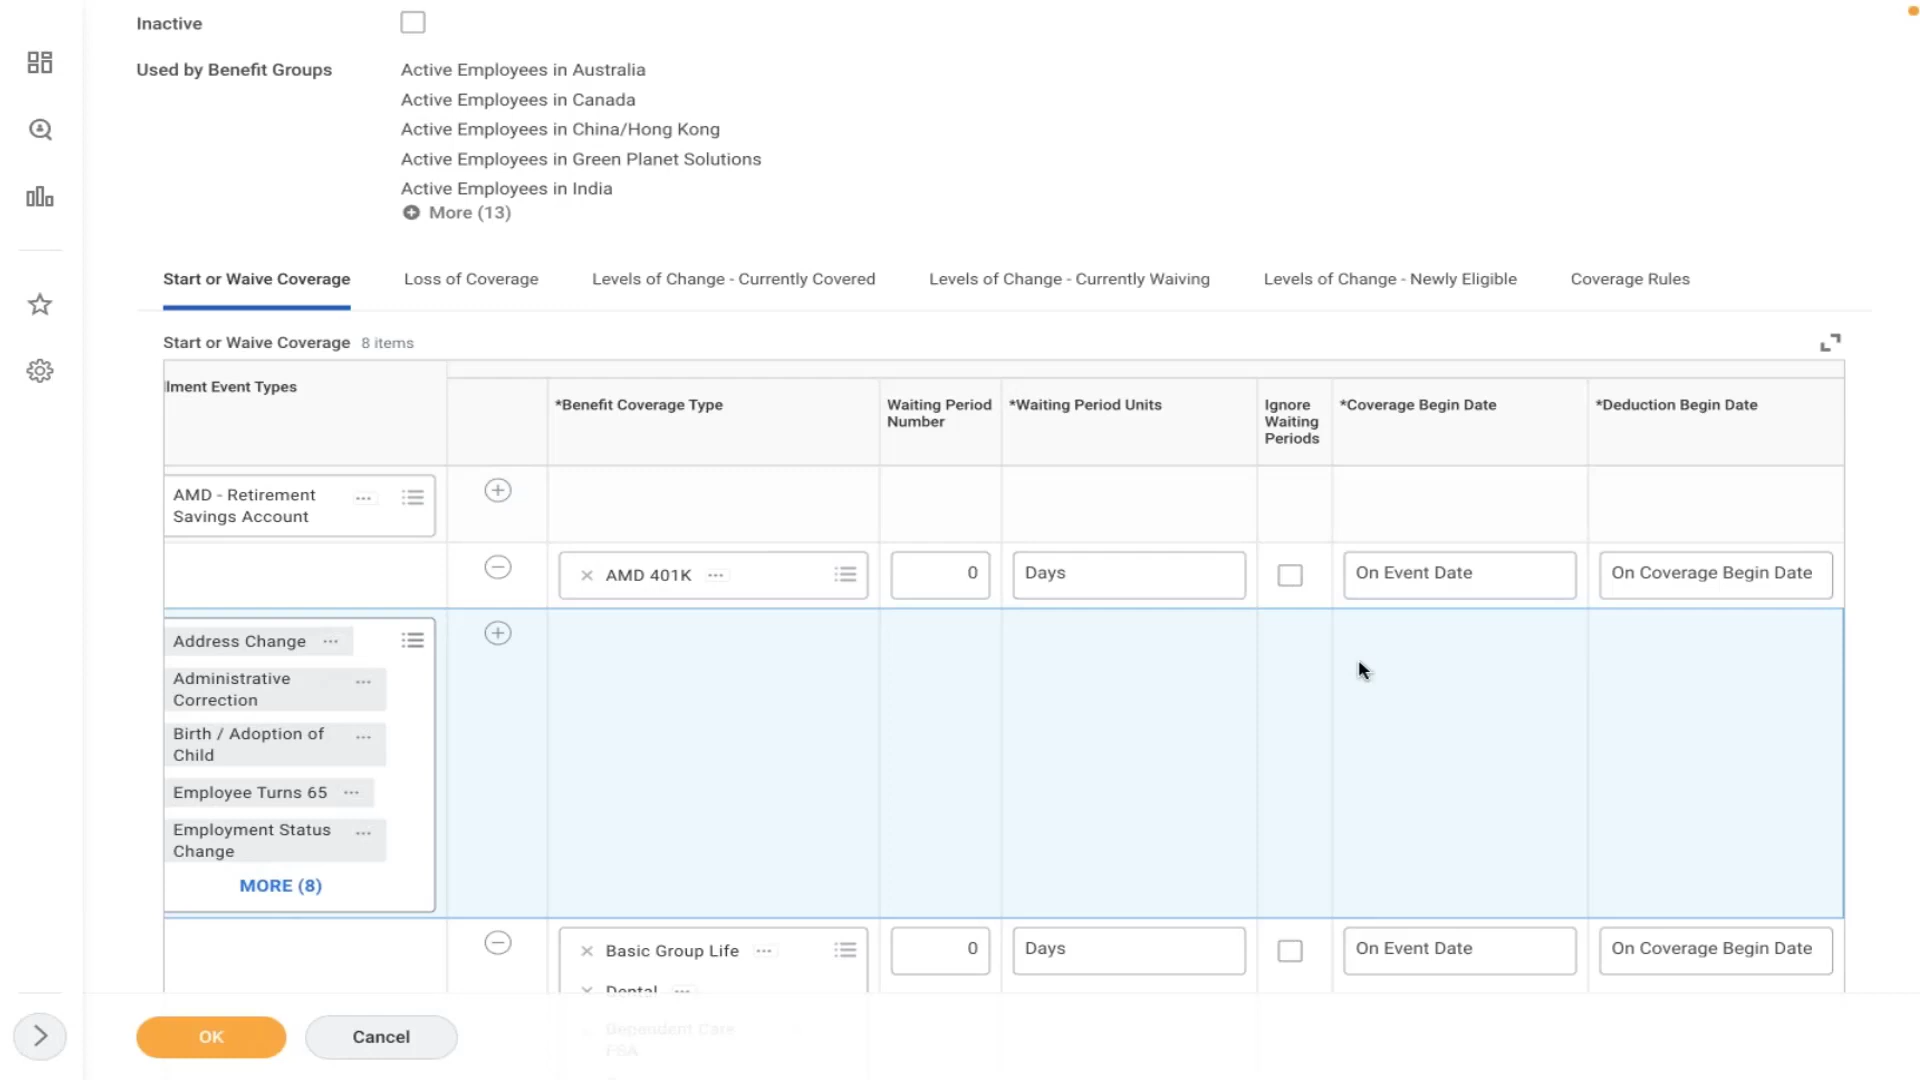 Inactive
Used by Benefit Groups
Active Employees in Australia
Active Employees in Canada
Active Employees in China/Hong Kong
Active Employees in Green Planet Solutions
Active Employees in India
More (13)
Start or Waive Coverage
Loss of Coverage
Levels of Change - Currently Covered
Levels of Change - Currently Waiving
Levels of Change - Newly Eligible
Coverage Rules
Start or Waive Coverage 8 items
lment Event Types
*Benefit Coverage Type
Waiting Period
Number
*Waiting Period Units
Ignore
Waiting
Periods
*Coverage Begin Date
*Deduction Begin Date
AMD - Retirement
Savings Account
AMD 401K
0
Days
On Event Date
On Coverage Begin Date
Address Change
Administrative
Correction
Birth / Adoption of
Child
Employee Turns 65
Employment Status
Change
MORE (8)
Basic Group Life
0
Days
On Event Date
On Coverage Begin Date
Dental
Dependent Care
FSA
OK
Cancel